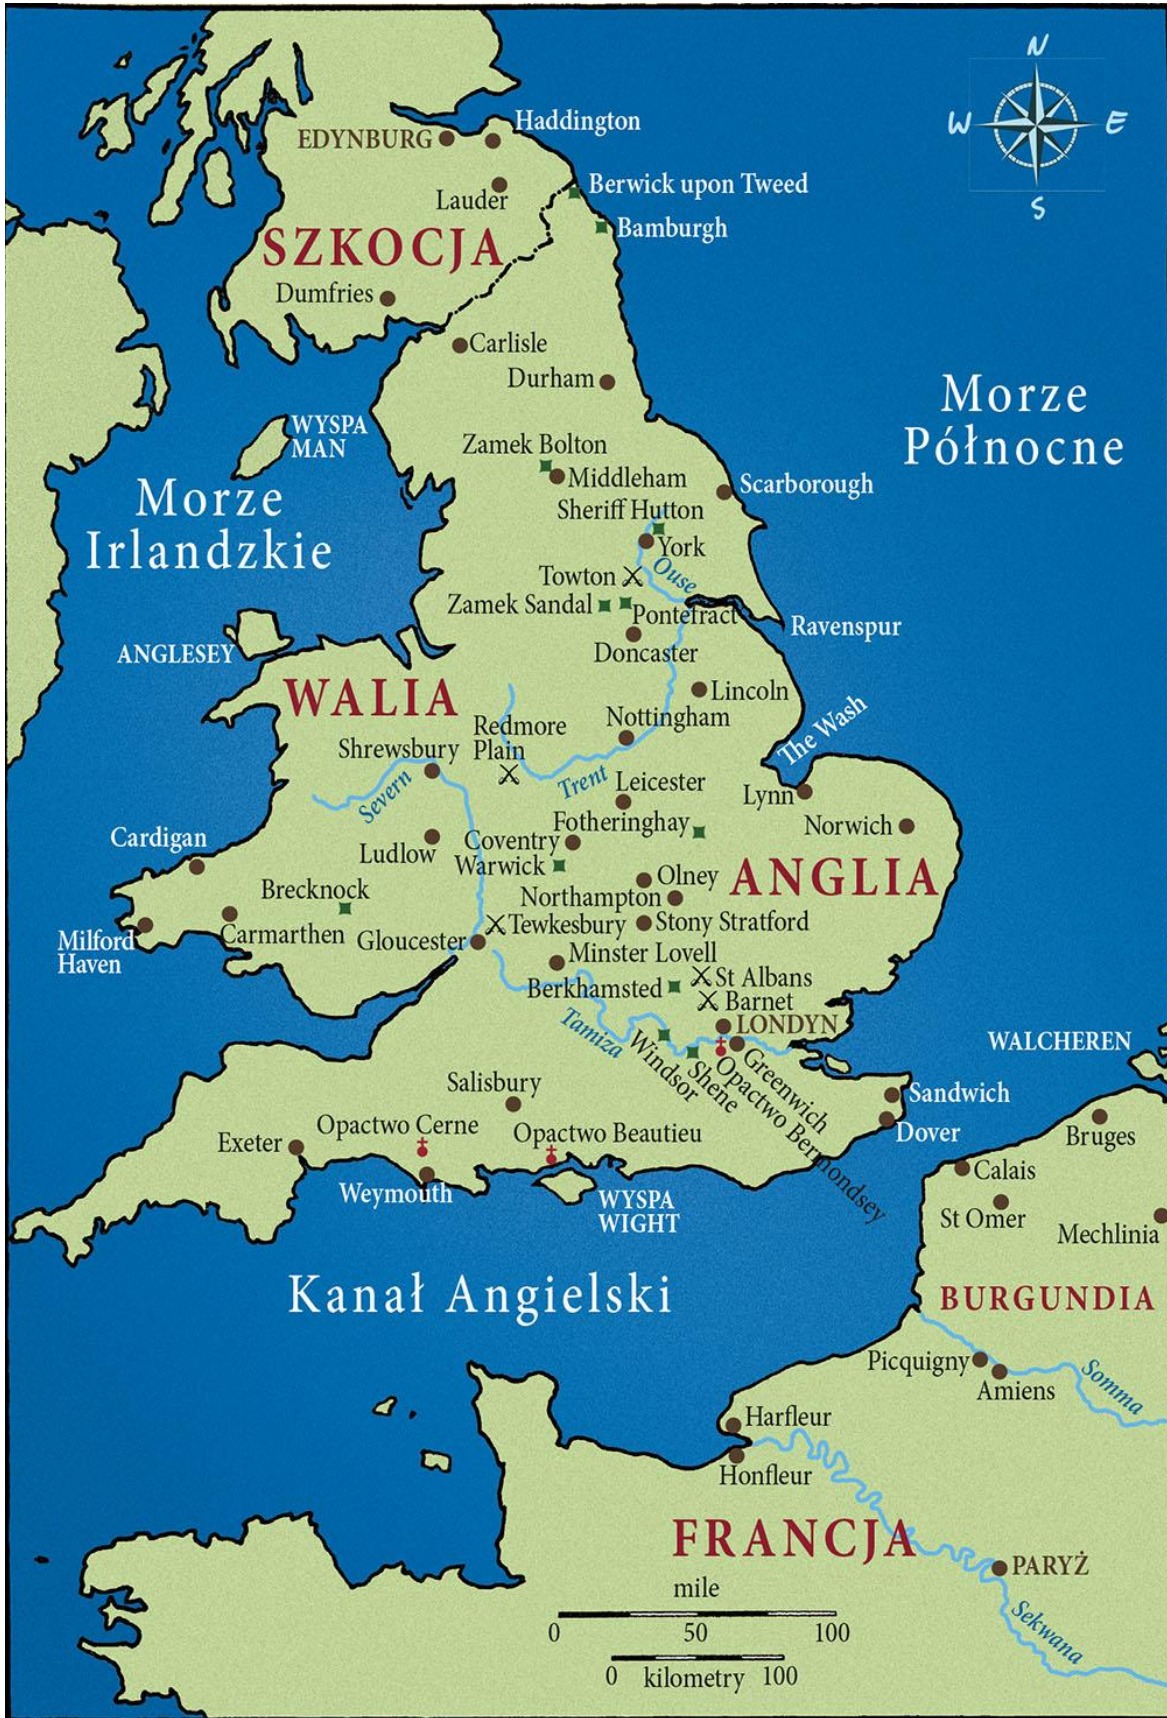 N
W
E
S
Haddington
EDYNBURG
Lauder
Berwick upon Tweed
Bamburgh
SZKOCJA
Dumfries
Carlisle
Durham
Morze
Północne
WYSPA
MAN
Zamek Bolton
Middleham
Scarborough
Morze
Irlandzkie
Sheriff Hutton
York
Ouse
Towton
Zamek Sandal
Pontefract
Ravenspur
Doncaster
ANGLESEY
WALIA
Lincoln
Nottingham
Redmore
Plain
The Wash
Shrewsbury
Severn
Trent
Leicester
Lynn
Fotheringhay
Norwich
Cardigan
Ludlow
Coventry
Warwick
Olney
ANGLIA
Brecknock
Northampton
Carmarthen
Tewkesbury
Stony Stratford
Milford
Haven
Gloucester
Minster Lovell
Berkhamsted
St Albans
Barnet
Tamiza
LONDYN
Windsor
Shene
Greenwich
Opactwo Bermondsey
WALCHEREN
Salisbury
Sandwich
Dover
Opactwo Cerne
Opactwo Beautieu
Exeter
Weymouth
WYSPA
WIGHT
Bruges
Calais
St Omer
Mechlinia
Kanał Angielski
BURGUNDIA
Picquigny
Amiens
Somma
Harfleur
Honfleur
FRANCJA
PARYŻ
Sekwana
mile
0 50 100
0 kilometry 100